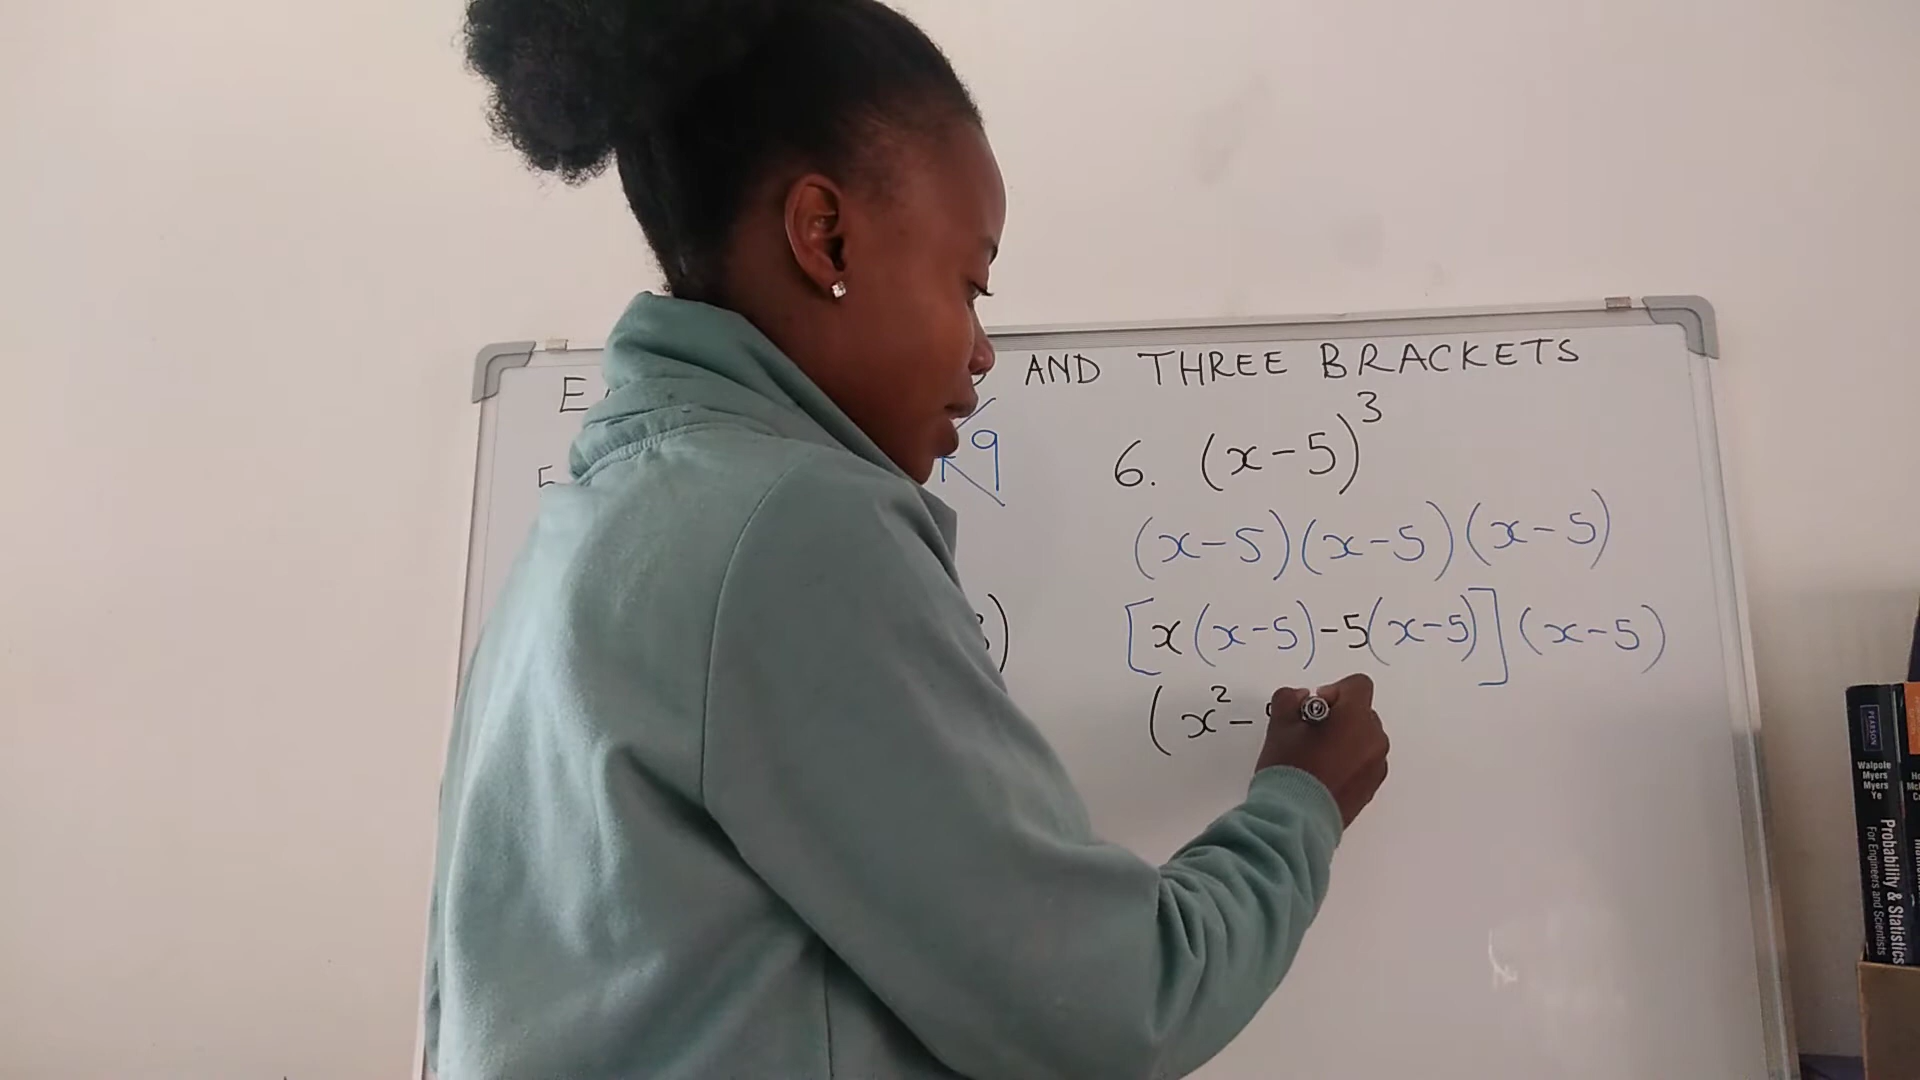 AND THREE BRACKETS
9
6. (x-5)³
(x-5)(x-5)(x-5)
[x(x-5)-5(x-5)](x-5)
(x²-
PEARSON
Walpole
Myers
Myers
Ye
Probability & Statistics
For Engineers and Scientists